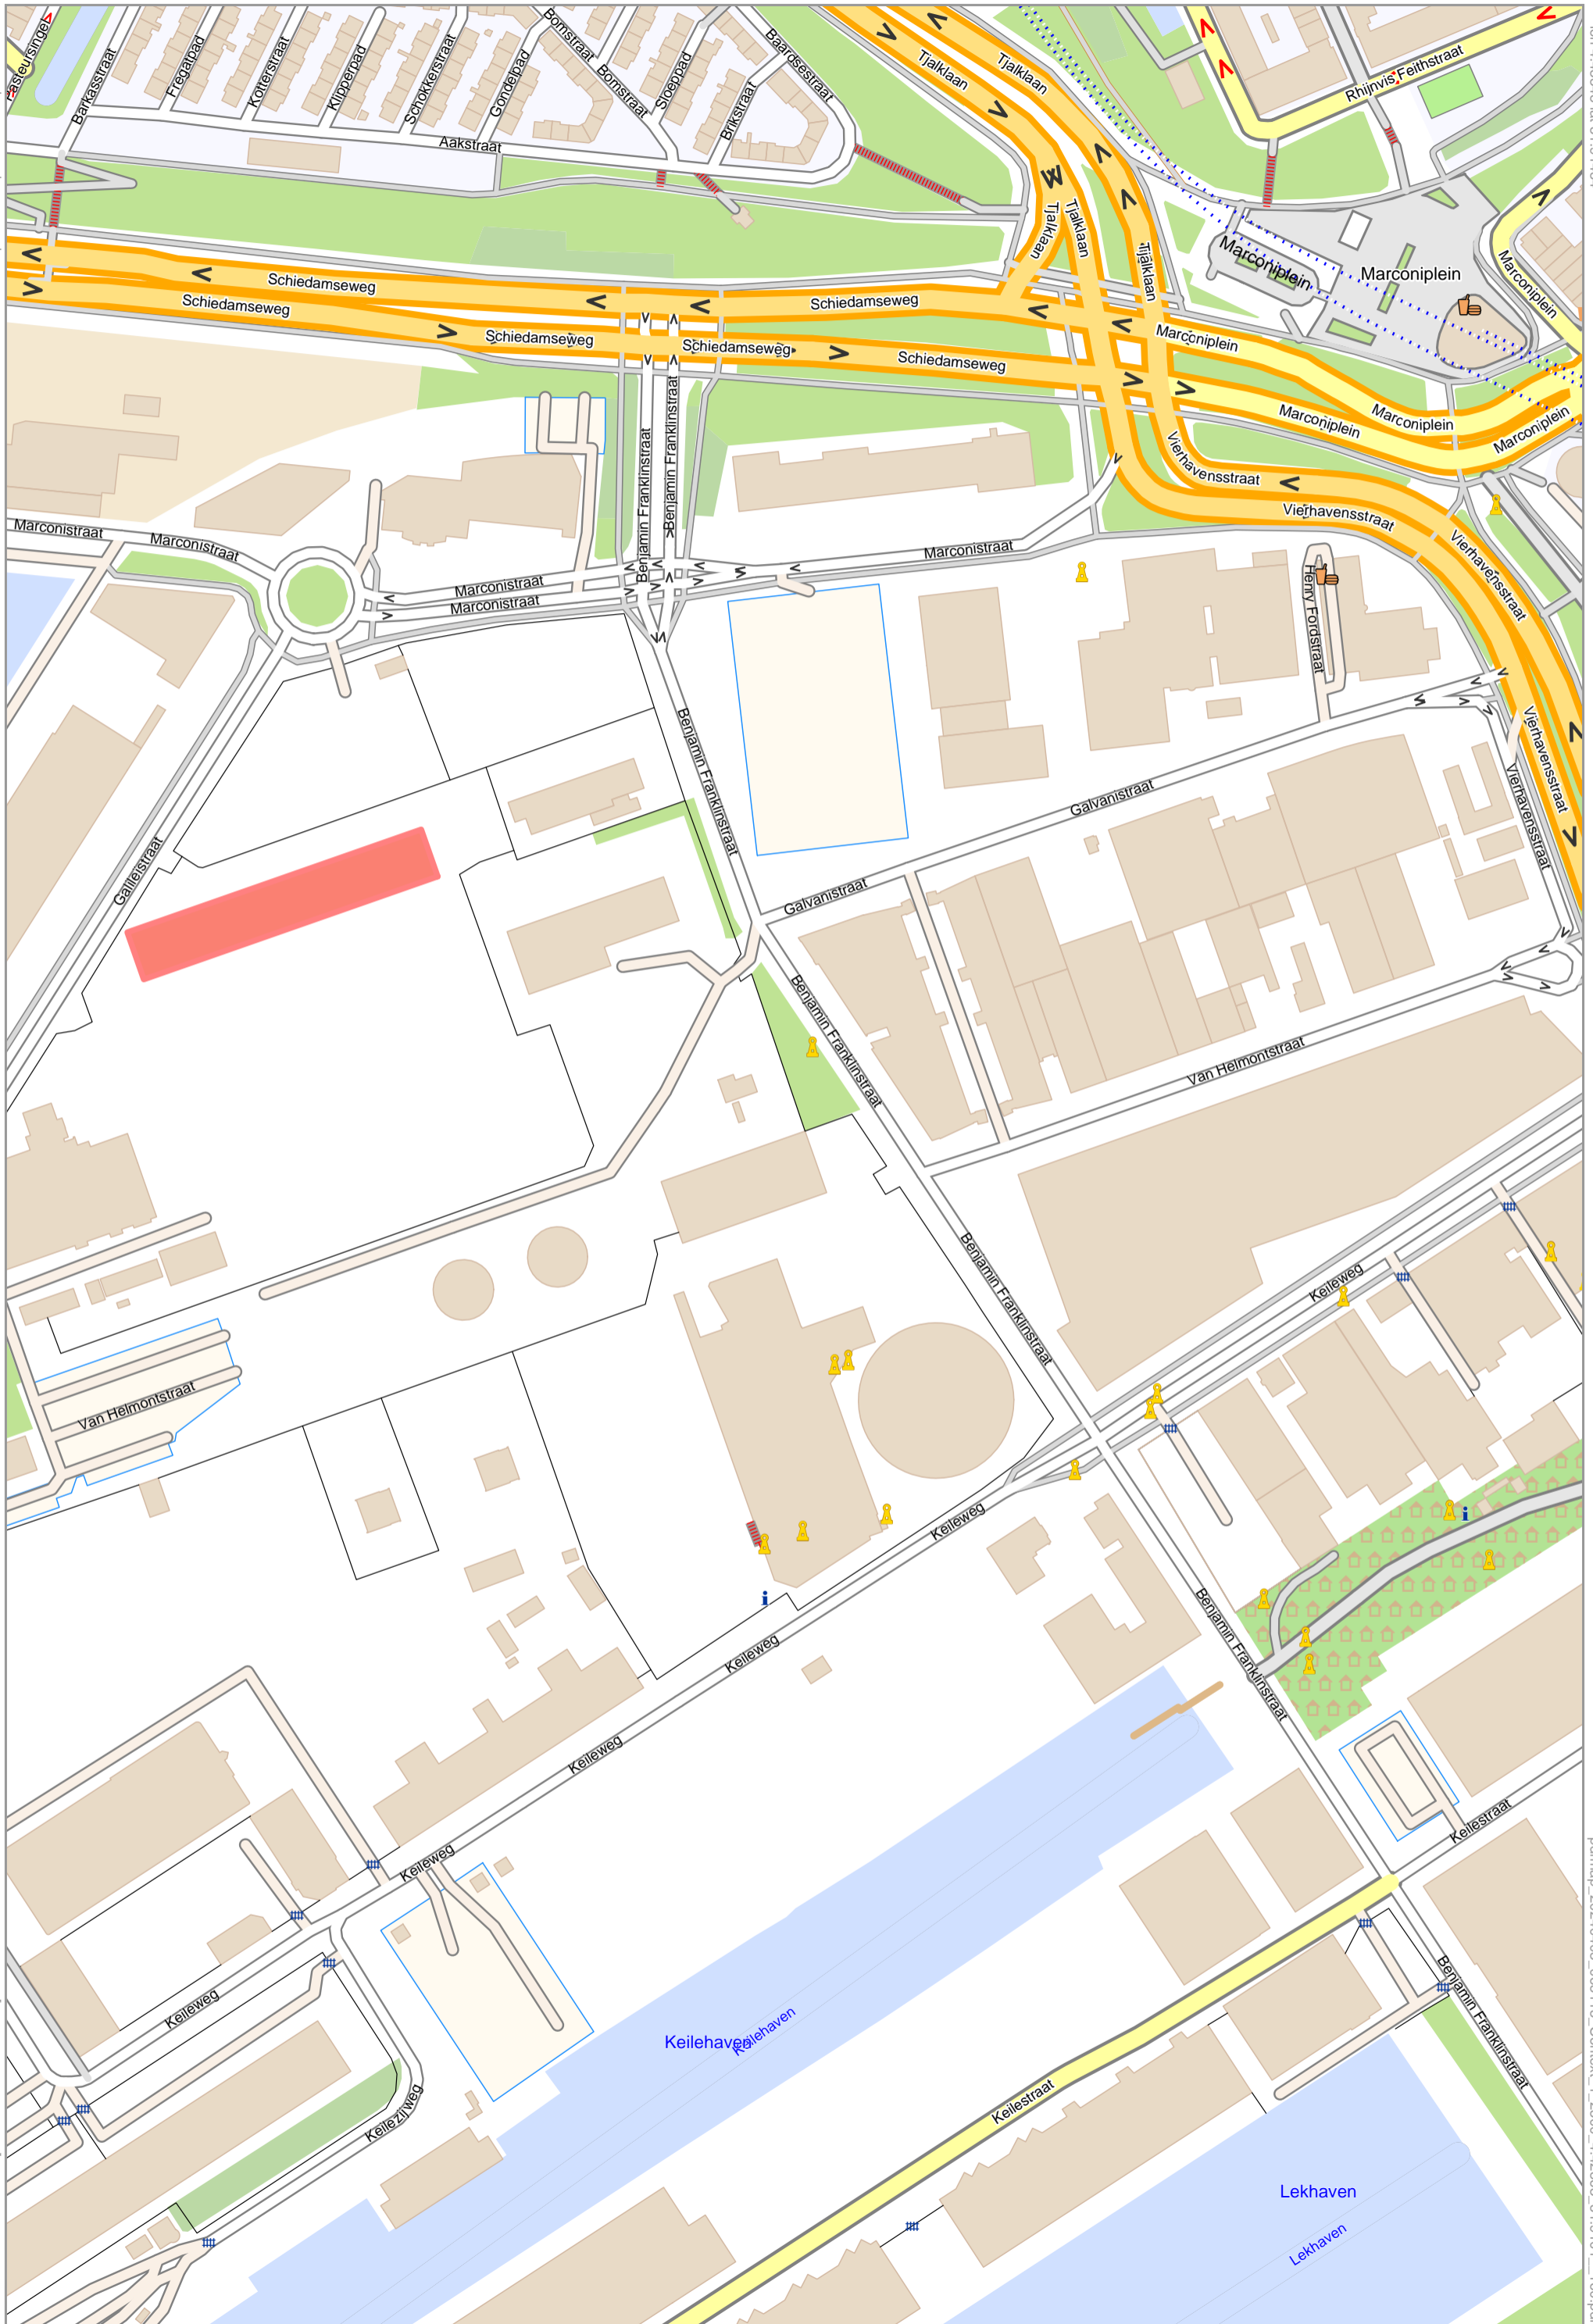 Pasteursingel
Barkasstraat
Fregatpad
Kotterstraat
Klipperpad
Schokkerstraat
Gondelpad
Bomstraat
Bomstraat
Sloeppad
Brikstraat
Baardsestraat
Aakstraat
Tjalklaan
Tjalklaan
Tjalklaan
Tjalklaan
Tjalklaan
Rhijnvis Feithstraat
Marconiplein
Marconiplein
Marconiplein
Schiedamseweg
Schiedamseweg
Schiedamseweg
Schiedamseweg
Schiedamseweg
Schiedamseweg
Marconiplein
Marconiplein
Marconiplein
Marconiplein
Benjamin Franklinstraat
Benjamin Franklinstraat
Vierhavensstraat
Vierhavensstraat
Vierhavensstraat
Vierhavensstraat
Vierhavensstraat
Marconistraat
Marconistraat
Marconistraat
Marconistraat
Marconistraat
Henry Fordstraat
Benjamin Franklinstraat
Galvanistraat
Galvanistraat
Galileistraat
Benjamin Franklinstraat
Van Helmontstraat
Benjamin Franklinstraat
Keileweg
Van Helmontstraat
Keileweg
Keileweg
Benjamin Franklinstraat
Keileweg
Keileweg
Keilestraat
Keileweg
Benjamin Franklinstraat
Keilehaven
Keilehaven
Keilestraat
Keilezijweg
Lekhaven
Lekhaven